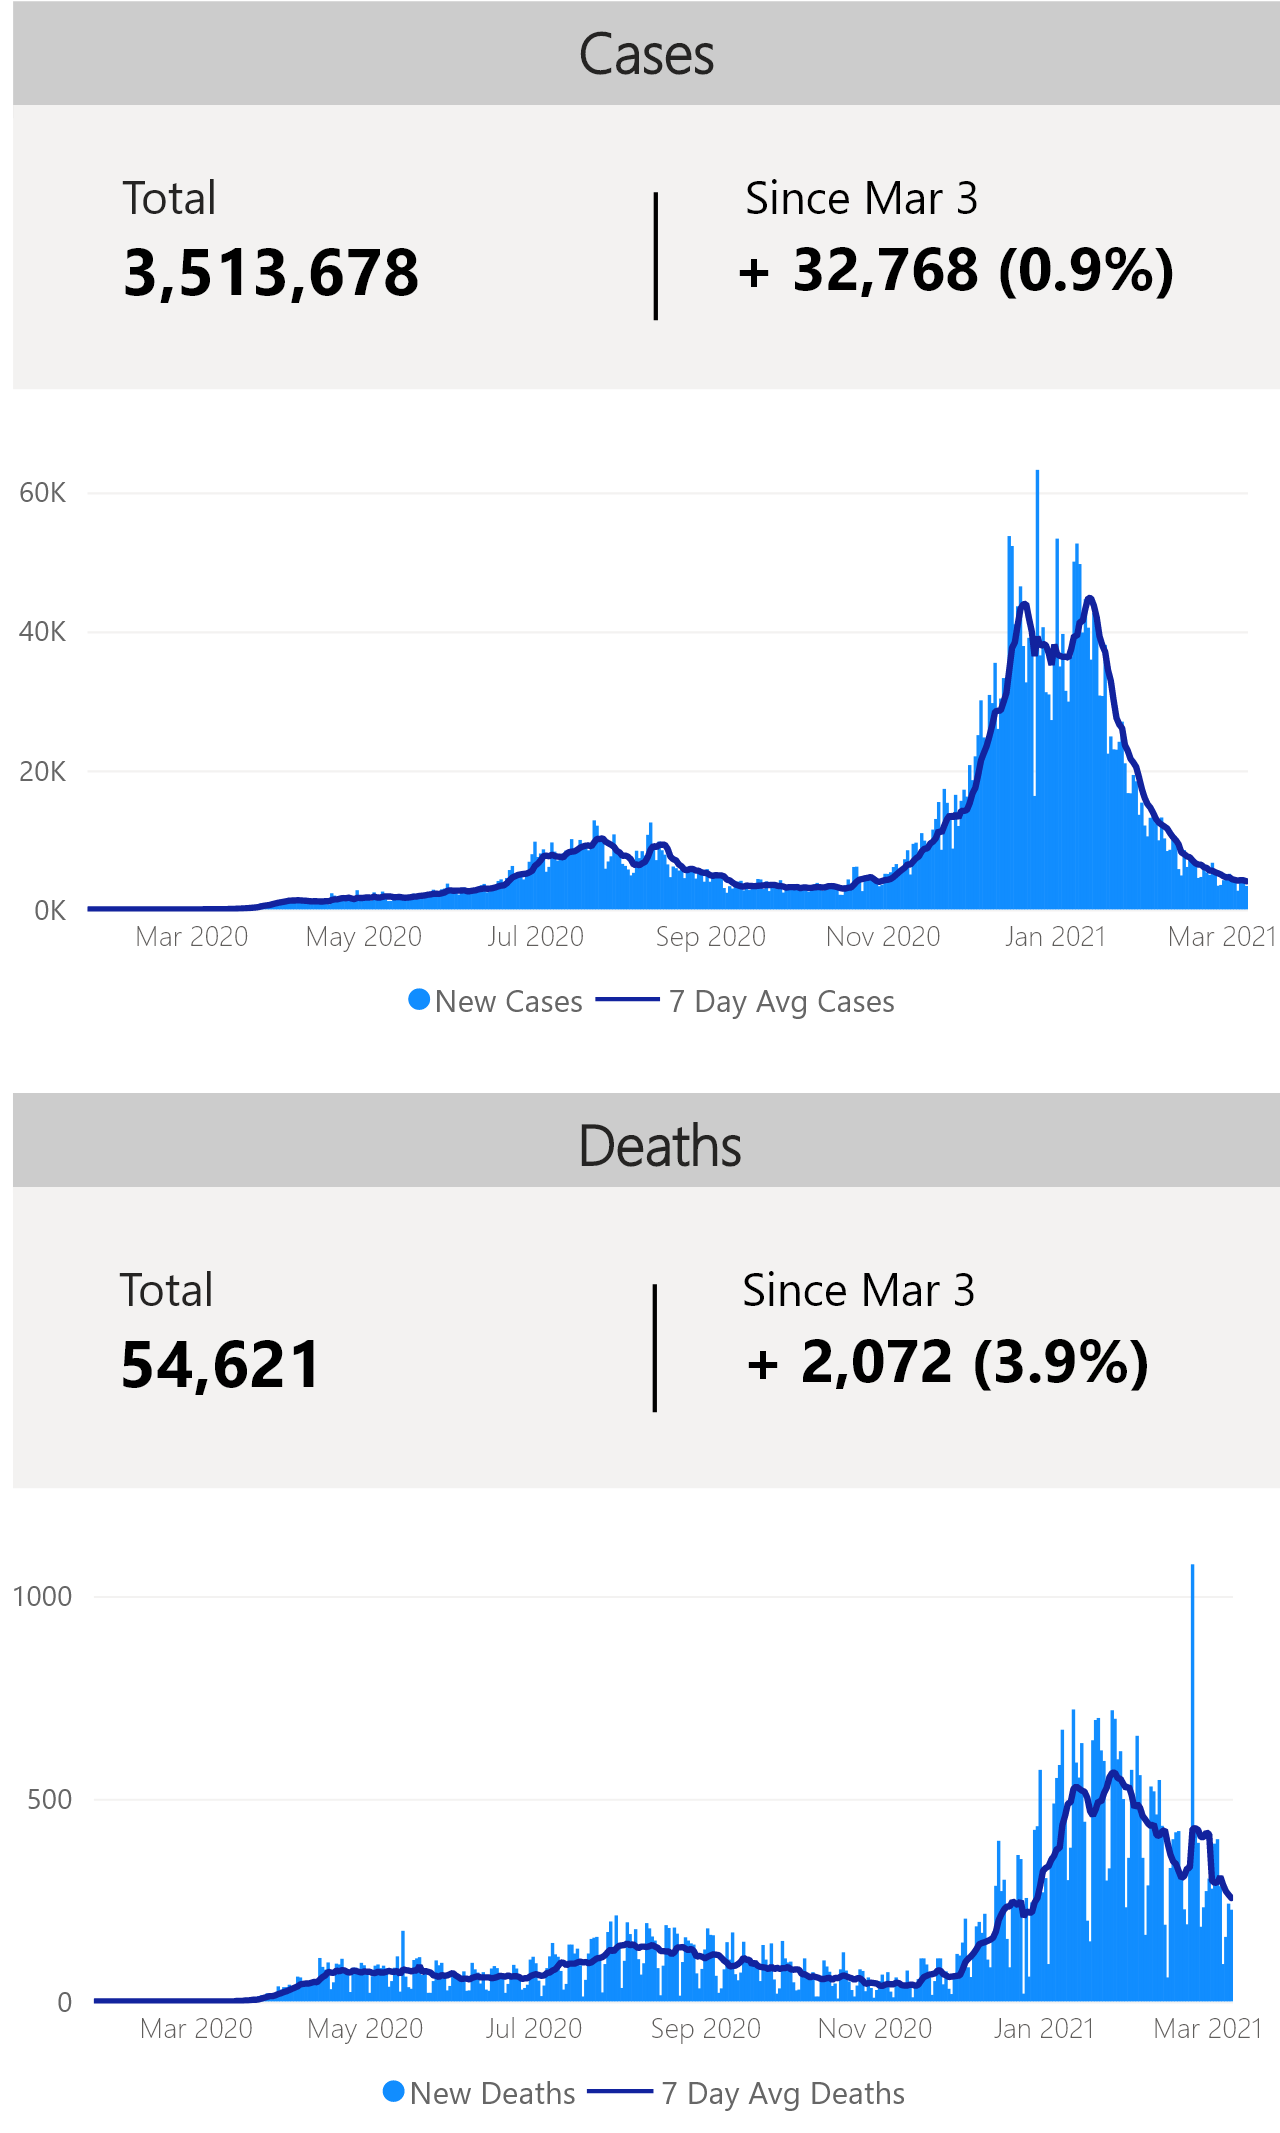 Cases
Total
Since Mar 3
3,513,678
+ 32,768 (0.9%)
60K
40K
20K
0K
Mar 2020 May 2020 Jul 2020 Sep 2020 Nov 2020 Jan 2021 Mar 2021
New Cases 7 Day Avg Cases
Deaths
Total
Since Mar 3
54,621
+ 2,072 (3.9%)
1000
500
0
Mar 2020 May 2020 Jul 2020 Sep 2020 Nov 2020 Jan 2021 Mar 2021
New Deaths 7 Day Avg Deaths